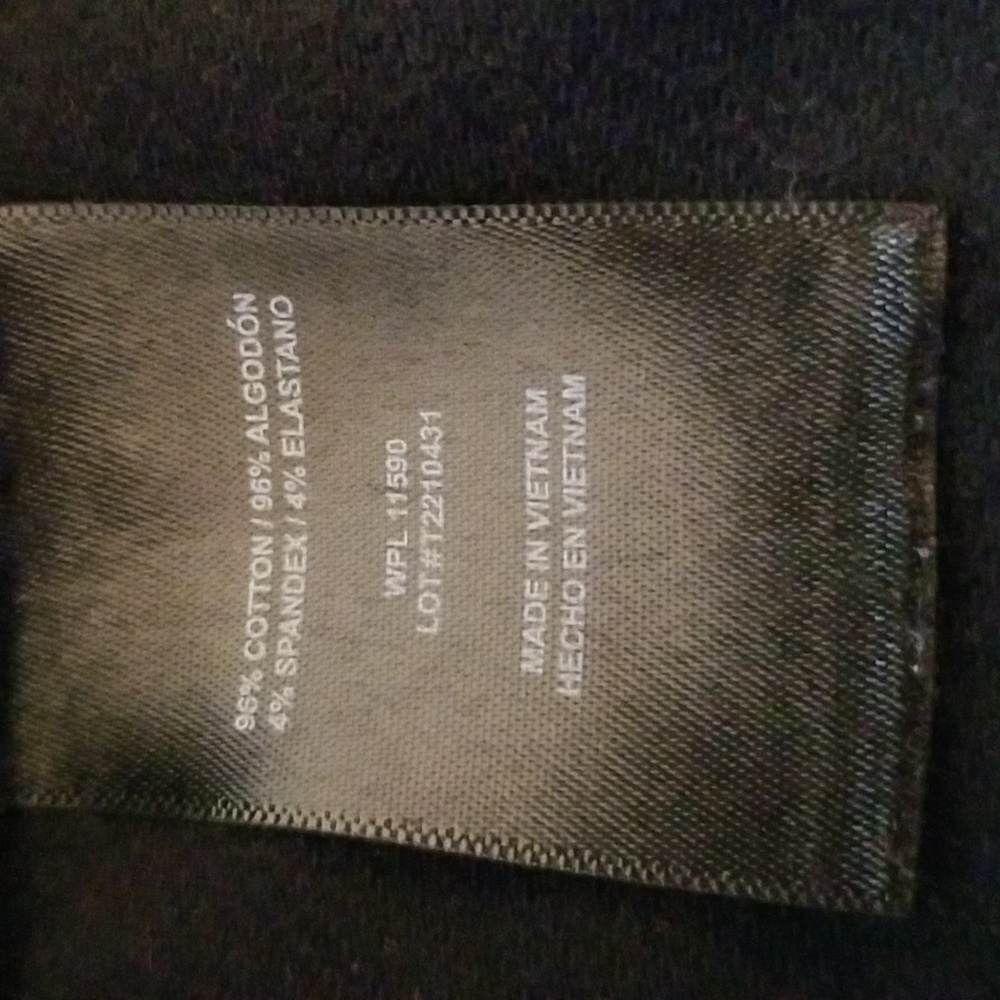 96% COTTON / 96% ALGODÓN
4% SPANDEX / 4% ELASTANO
WPL 11590
LOT#T2210431
MADE IN VIETNAM
HECHO EN VIETNAM